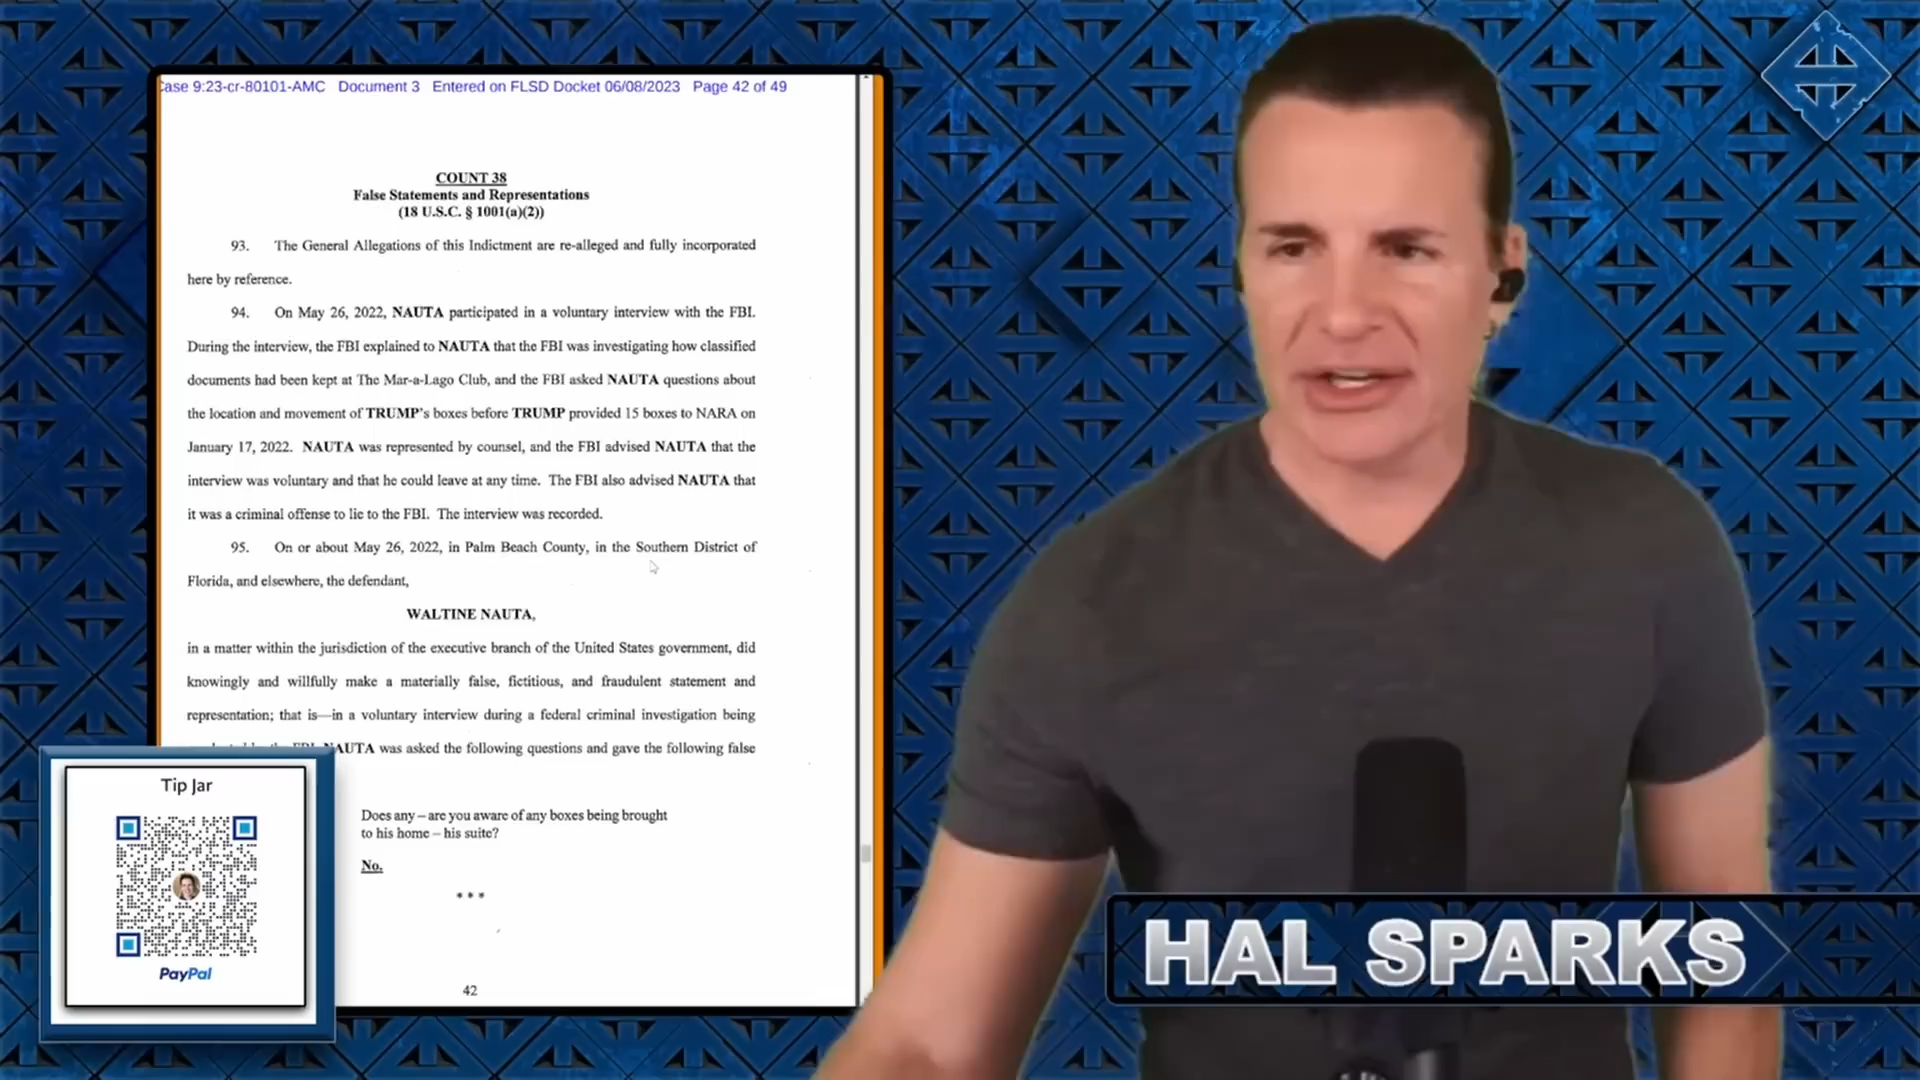 ase 9:23-cr-80101-AMC Document 3 Entered on FLSD Docket 06/08/2023 Page 42 of 49
COUNT 38
False Statements and Representations
(18 U.S.C. § 1001(a)(2))
93. The General Allegations of this Indictment are re-alleged and fully incorporated
here by reference.
94. On May 26, 2022, NAUTA participated in a voluntary interview with the FBI.
During the interview, the FBI explained to NAUTA that the FBI was investigating how classified
documents had been kept at The Mar-a-Lago Club, and the FBI asked NAUTA questions about
the location and movement of TRUMP's boxes before TRUMP provided 15 boxes to NARA on
January 17, 2022. NAUTA was represented by counsel, and the FBI advised NAUTA that the
interview was voluntary and that he could leave at any time. The FBI also advised NAUTA that
it was a criminal offense to lie to the FBI. The interview was recorded.
95. On or about May 26, 2022, in Palm Beach County, in the Southern District of
Florida, and elsewhere, the defendant,
WALTINE NAUTA,
in a matter within the jurisdiction of the executive branch of the United States government, did
knowingly and willfully make a materially false, fictitious, and fraudulent statement and
representation; that is—in a voluntary interview during a federal criminal investigation being
NAUTA was asked the following questions and gave the following false
Does any – are you aware of any boxes being brought
to his home – his suite?
No.
* * *
42
Tip Jar
PayPal
HAL SPARKS